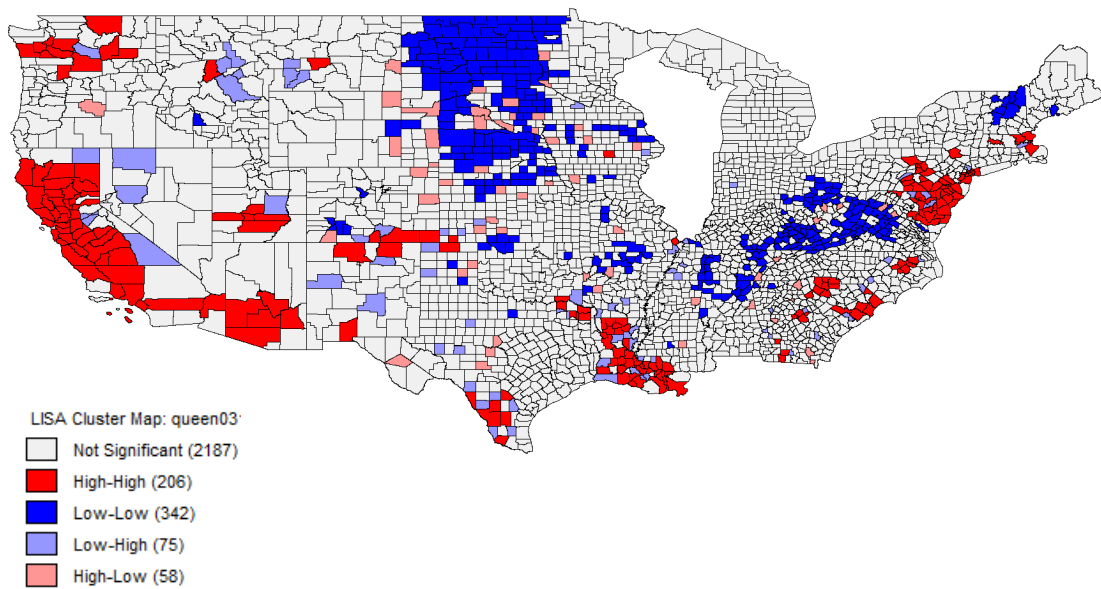 LISA Cluster Map: queen03
Not Significant (2187)
High-High (206)
Low-Low (342)
Low-High (75)
High-Low (58)